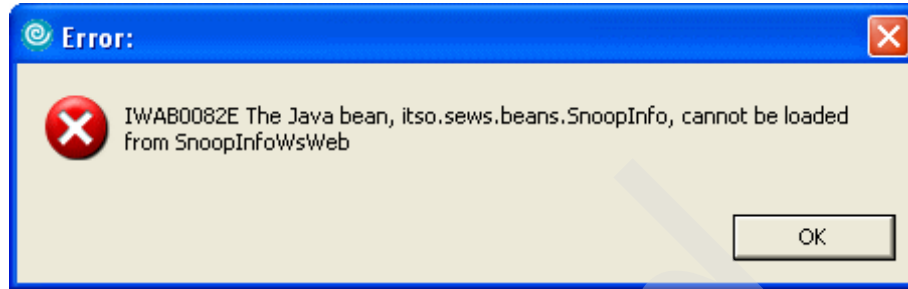 Error:
IWAB0082E The Java bean, itso.sews.beans.SnoopInfo, cannot be loaded
from SnoopInfoWsWeb
OK